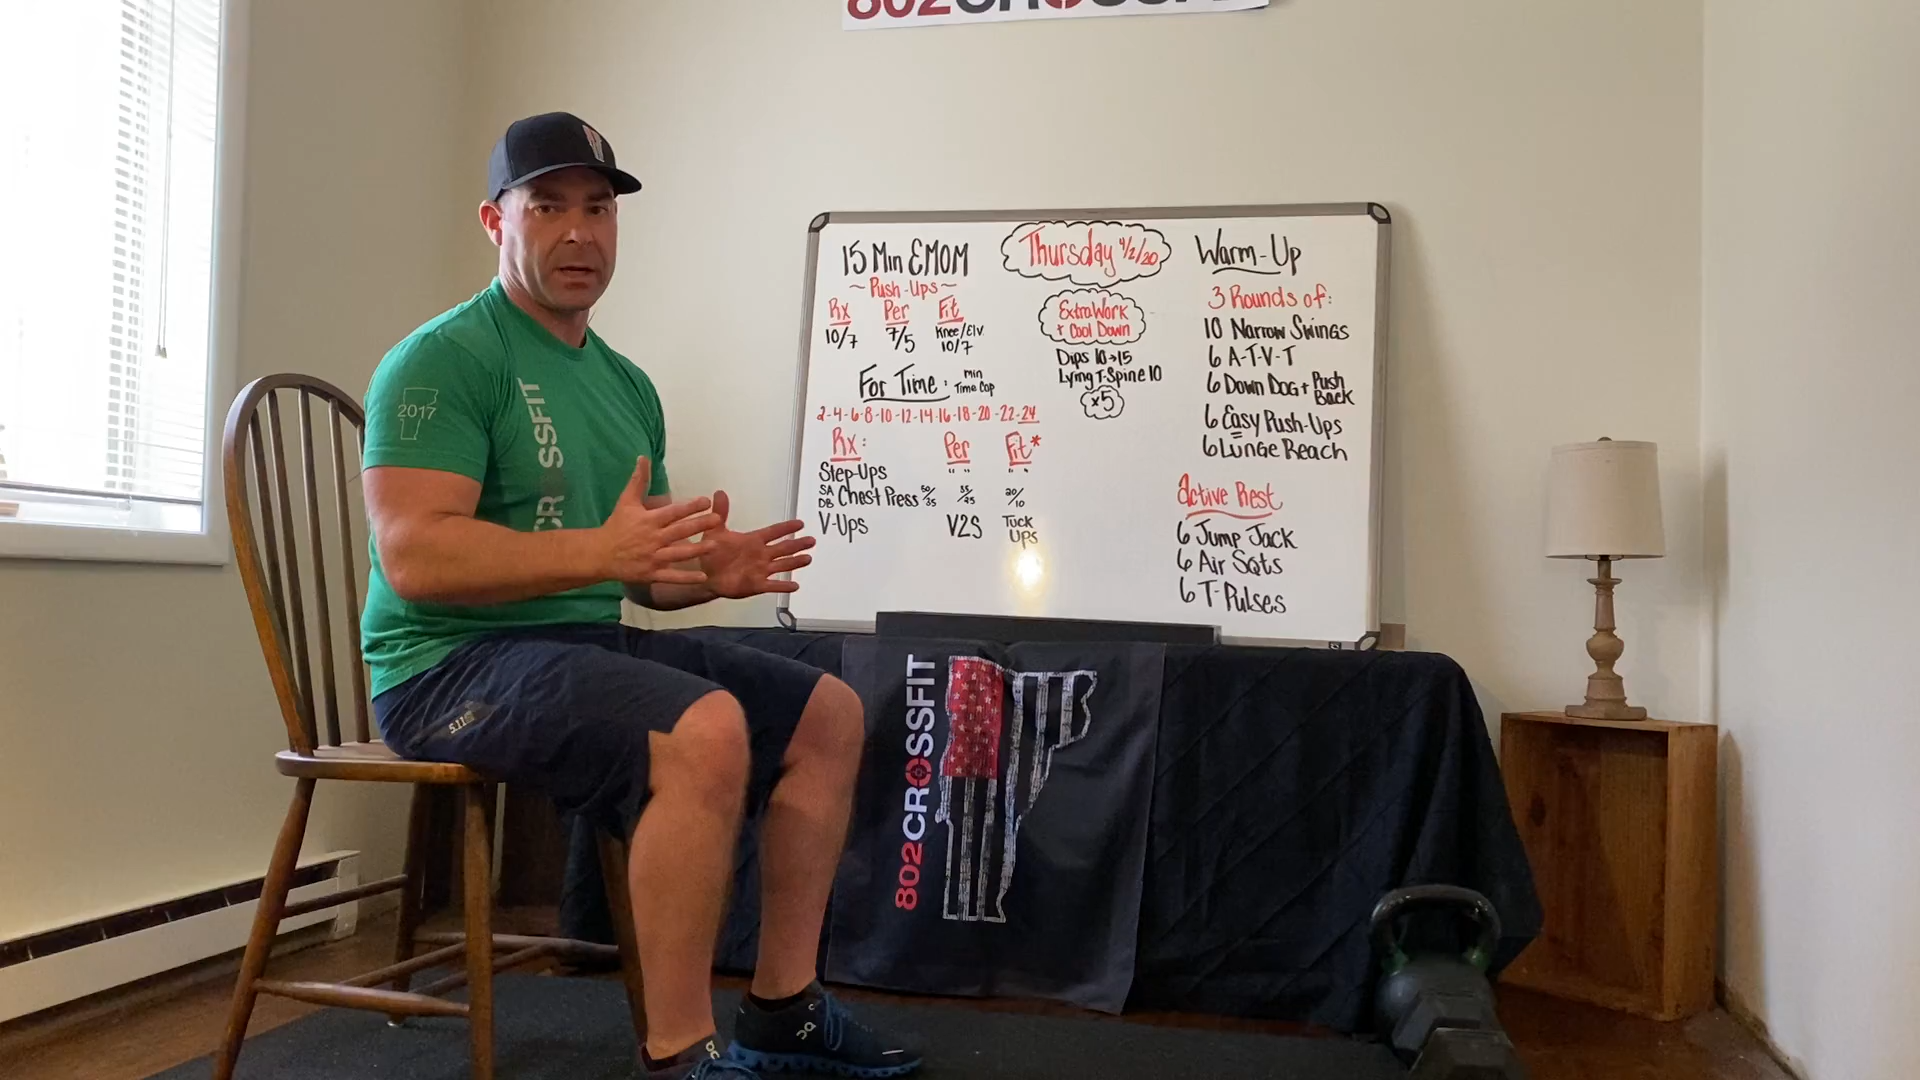 802CROSSFIT
15 Min EMOM
~ Push-Ups ~
Rx Per Fit
10/7 7/5 Knee/Elv 10/7
For Time: min Time Cap
2-4-6-8-10-12-14-16-18-20-22-24
Rx: Per Fit*
Step-Ups " " " "
SA DB Chest Press 50/35 35/25 20/10
V-Ups V2S Tuck Ups
Thursday 4/2/20
Extra Work
+ Cool Down
Dips 10→15
Lying T-Spine 10
x5
Warm-Up
3 Rounds of:
10 Narrow Swings
6 A-T-V-T
6 Down Dog + Push Back
6 Easy Push-Ups
6 Lunge Reach
Active Rest
6 Jump Jack
6 Air Sqts
6 T-Pulses
2017
CROSSFIT
5.11
802CROSSFIT